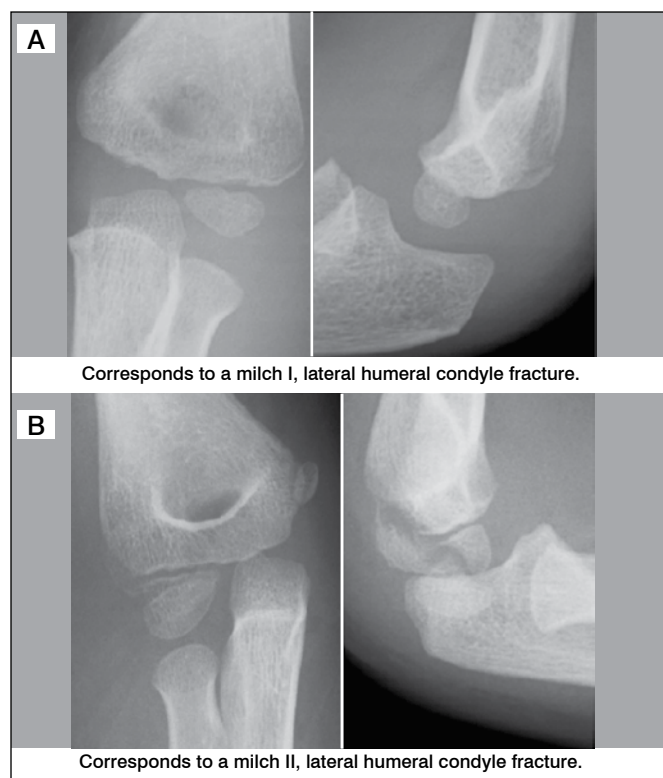 A
Corresponds to a milch I, lateral humeral condyle fracture.
B
Corresponds to a milch II, lateral humeral condyle fracture.